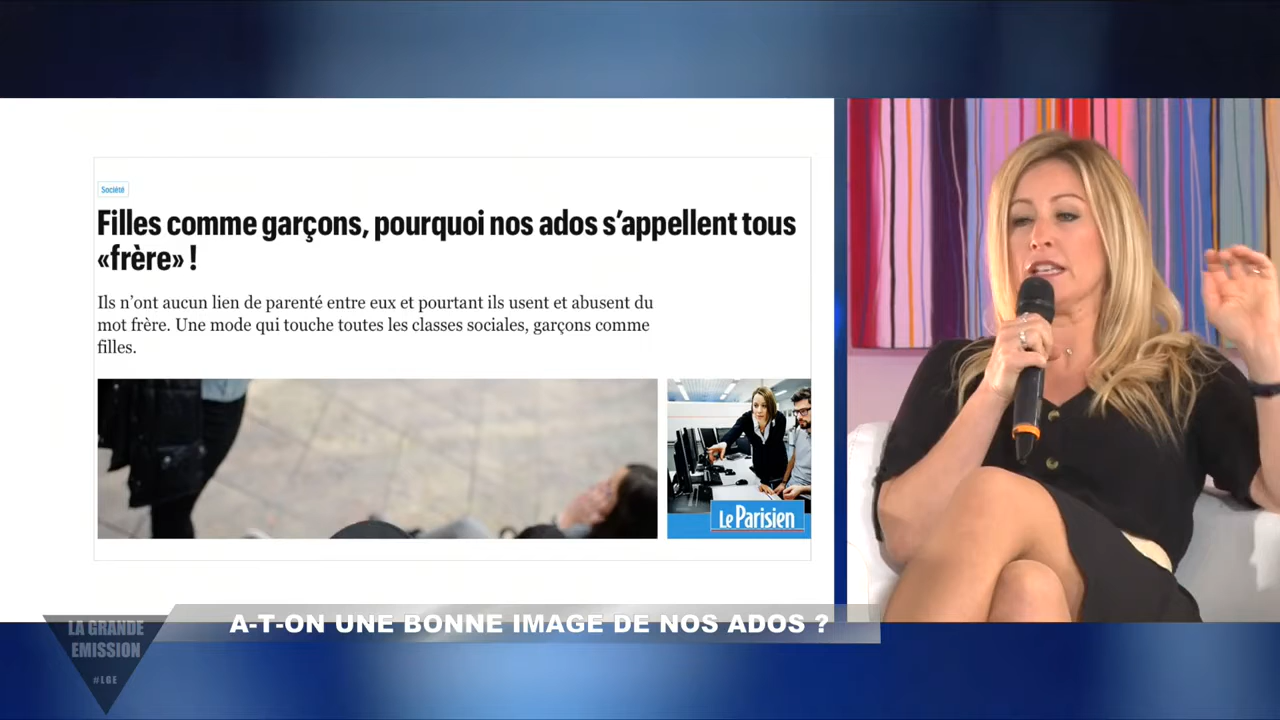 Société
Filles comme garçons, pourquoi nos ados s’appellent tous
«frère» !
Ils n’ont aucun lien de parenté entre eux et pourtant ils usent et abusent du
mot frère. Une mode qui touche toutes les classes sociales, garçons comme
filles.
Le Parisien
A-T-ON UNE BONNE IMAGE DE NOS ADOS ?
LA GRANDE
EMISSION
#LGE